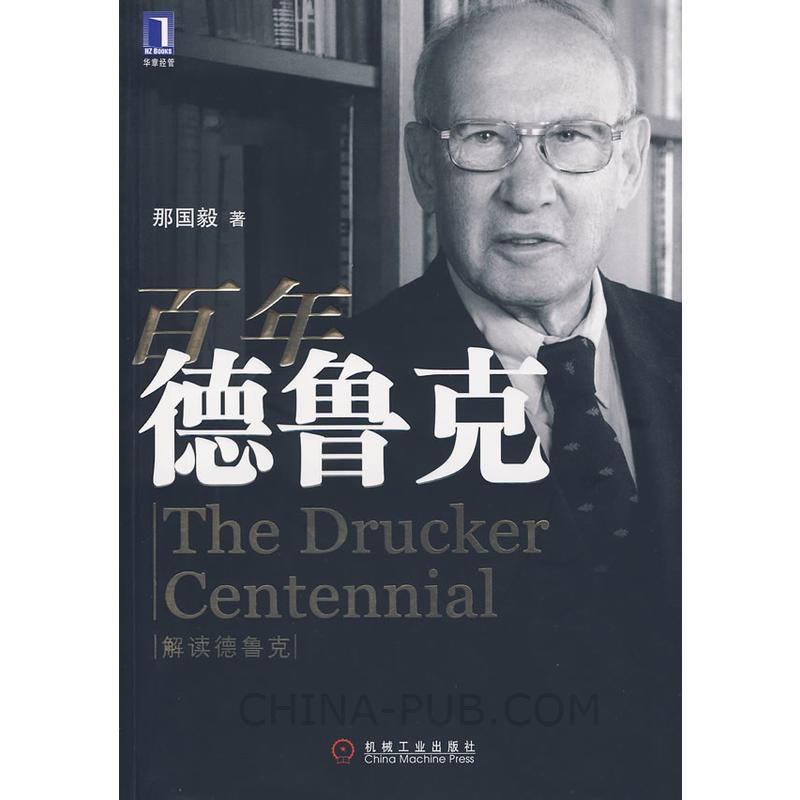 HZ BOOKS
华章经管
那国毅 著
百年
德鲁克
The Drucker
Centennial
解读德鲁克
CHINA-PUB.COM
机械工业出版社
China Machine Press